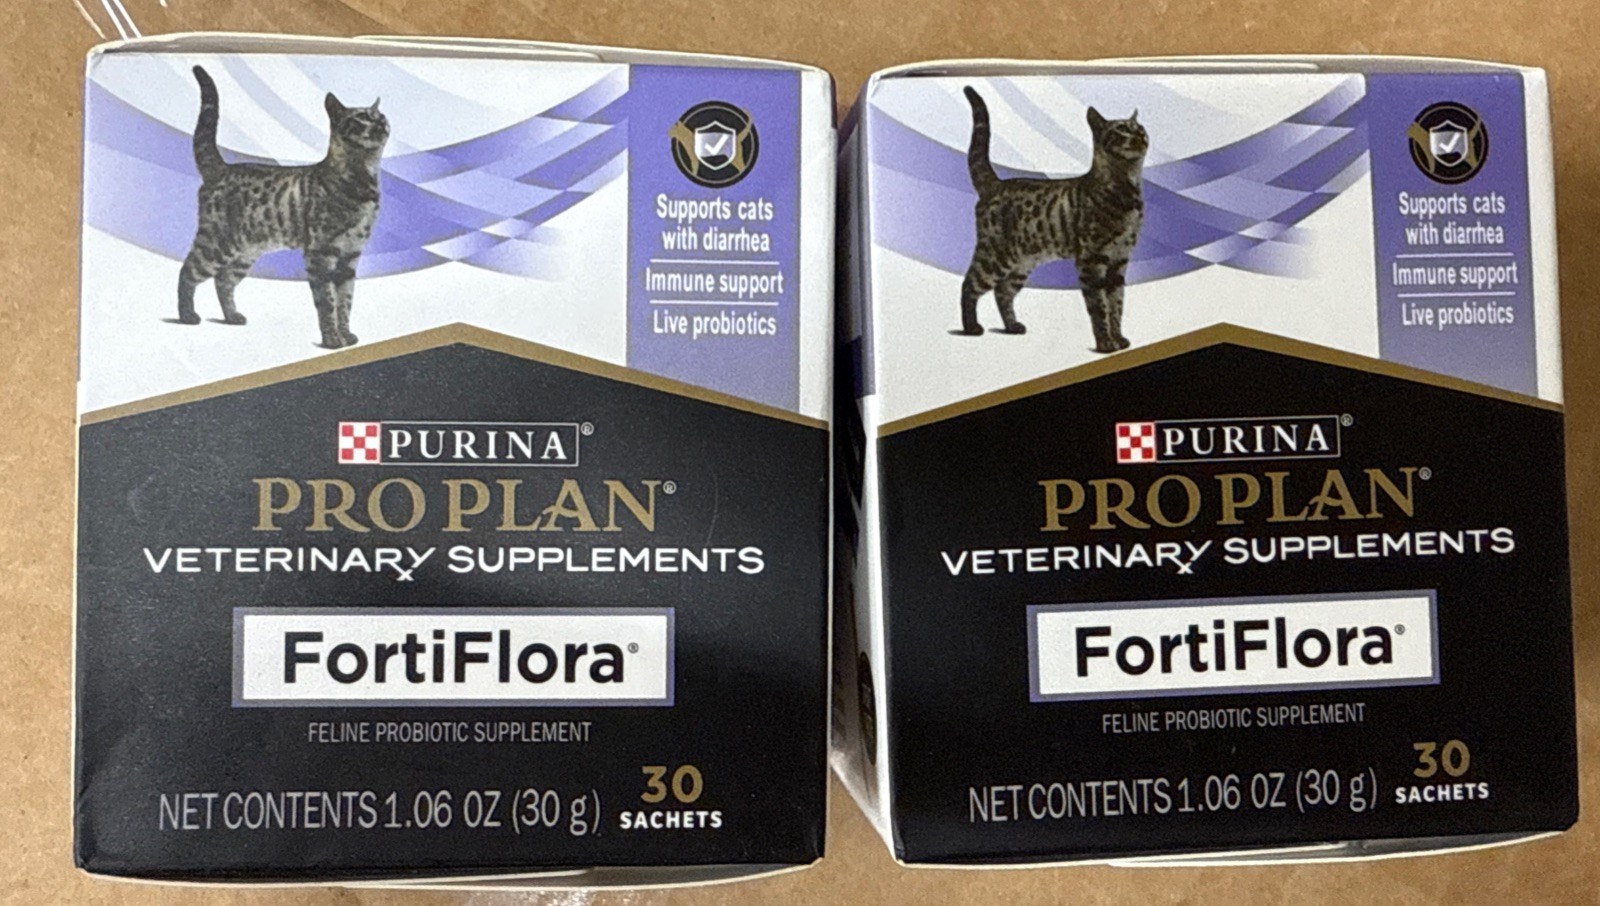 Supports cats
with diarrhea
Immune support
Live probiotics
PURINA®
PRO PLAN®
VETERINARY SUPPLEMENTS
FortiFlora®
FELINE PROBIOTIC SUPPLEMENT
NET CONTENTS 1.06 OZ (30 g)
30
SACHETS
Supports cats
with diarrhea
Immune support
Live probiotics
PURINA®
PRO PLAN®
VETERINARY SUPPLEMENTS
FortiFlora®
FELINE PROBIOTIC SUPPLEMENT
NET CONTENTS 1.06 OZ (30 g)
30
SACHETS